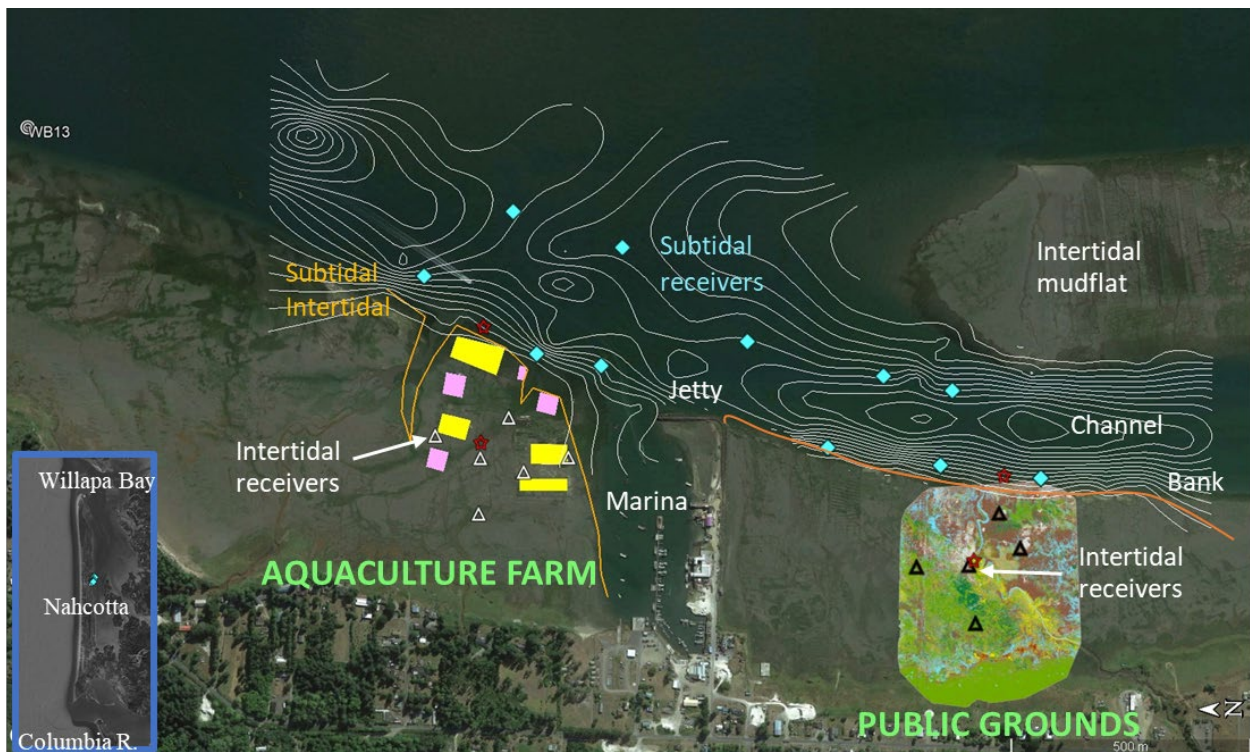 WB13
Subtidal
receivers
Intertidal
mudflat
Subtidal
Intertidal
Jetty
Channel
Intertidal
receivers
Bank
Willapa Bay
Marina
Intertidal
receivers
AQUACULTURE FARM
Nahcotta
PUBLIC GROUNDS
N
Columbia R.
500 m